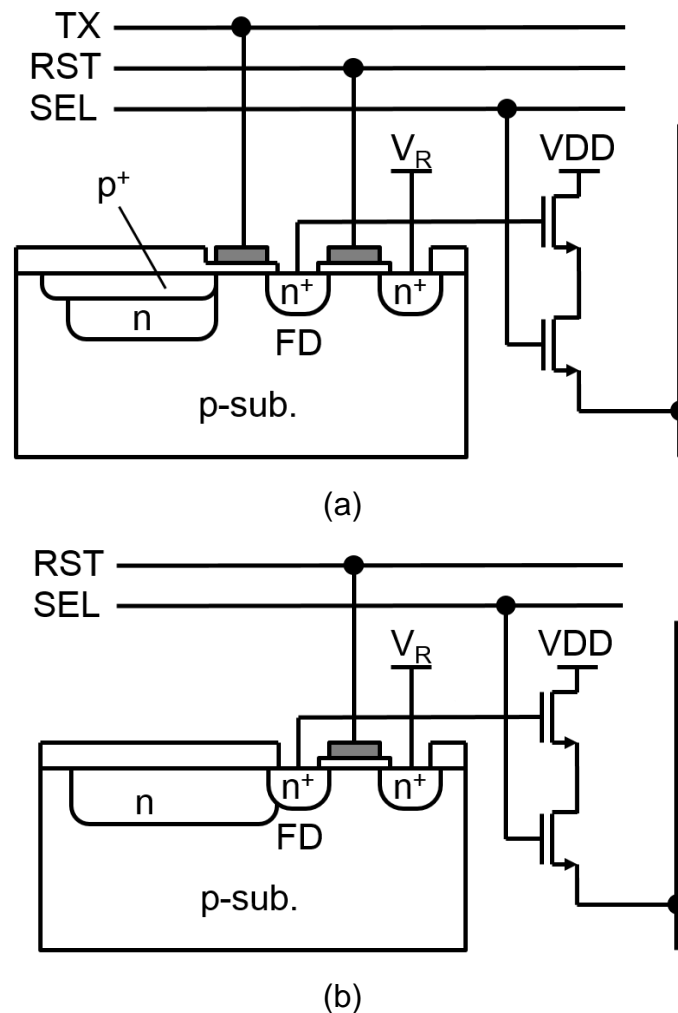 TX
RST
SEL
V_R
VDD
p⁺
n⁺
n⁺
n
FD
p-sub.
(a)
RST
SEL
V_R
VDD
n
n⁺
n⁺
FD
p-sub.
(b)